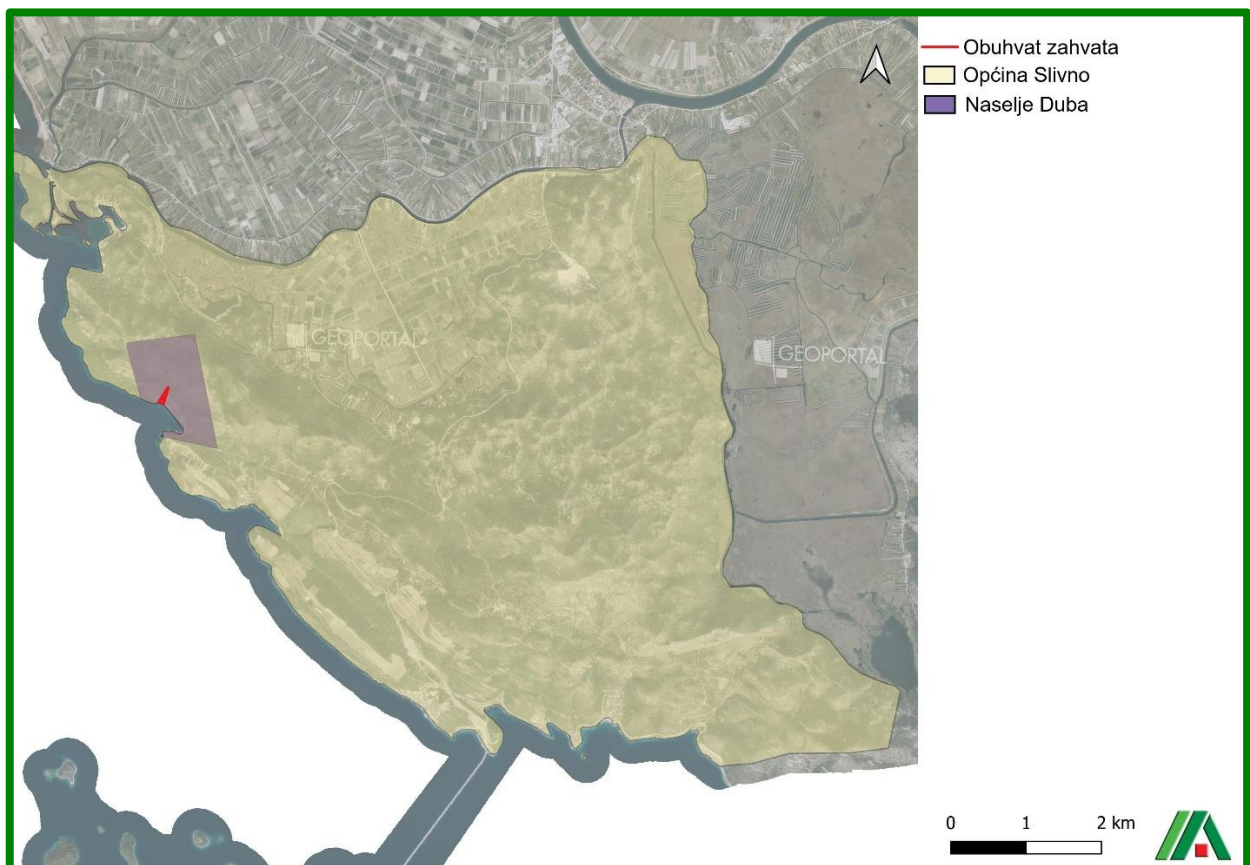 Obuhvat zahvata
Općina Slivno
Naselje Duba
GEOPORTAL
GEOPORTAL
0 1 2 km